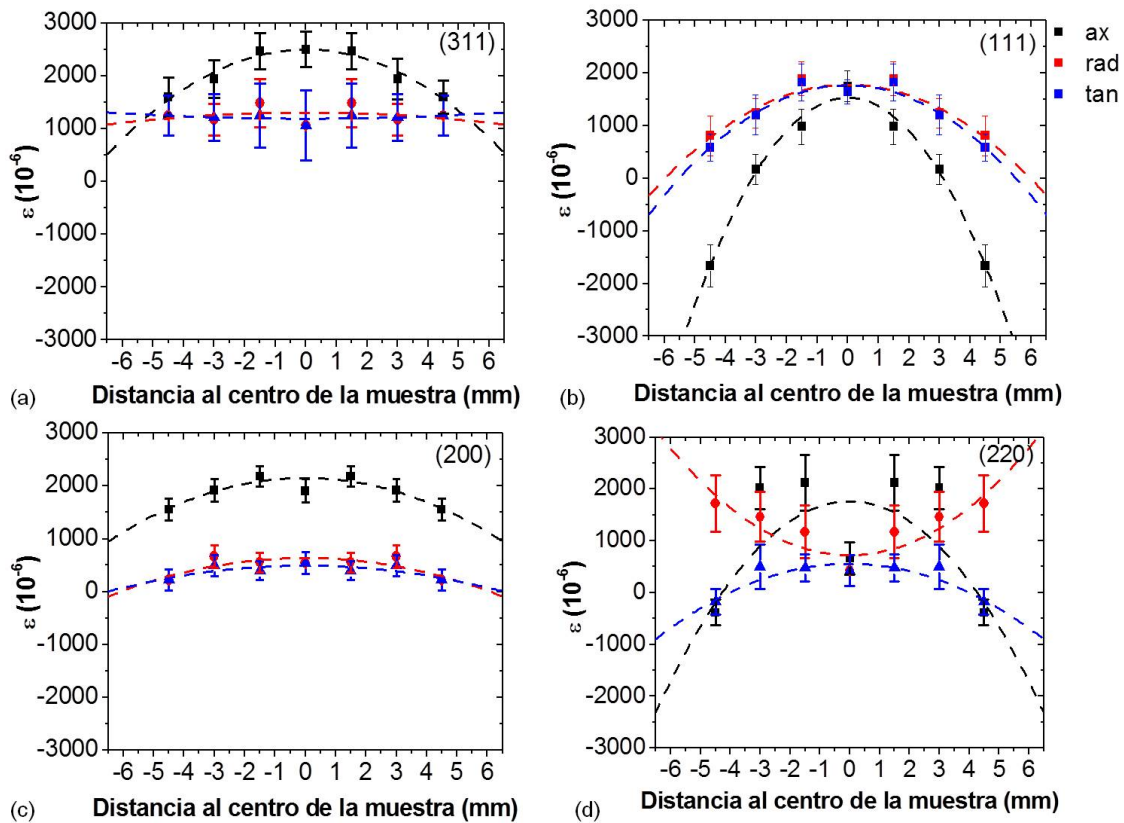 3000
2000
1000
0
-1000
-2000
-3000
ε (10⁻⁶)
(311)
-6 -5 -4 -3 -2 -1 0 1 2 3 4 5 6
(a) Distancia al centro de la muestra (mm)
3000
2000
1000
0
-1000
-2000
-3000
ε (10⁻⁶)
(111)
-6 -5 -4 -3 -2 -1 0 1 2 3 4 5 6
(b) Distancia al centro de la muestra (mm)
ax
rad
tan
3000
2000
1000
0
-1000
-2000
-3000
ε (10⁻⁶)
(200)
-6 -5 -4 -3 -2 -1 0 1 2 3 4 5 6
(c) Distancia al centro de la muestra (mm)
3000
2000
1000
0
-1000
-2000
-3000
ε (10⁻⁶)
(220)
-6 -5 -4 -3 -2 -1 0 1 2 3 4 5 6
(d) Distancia al centro de la muestra (mm)